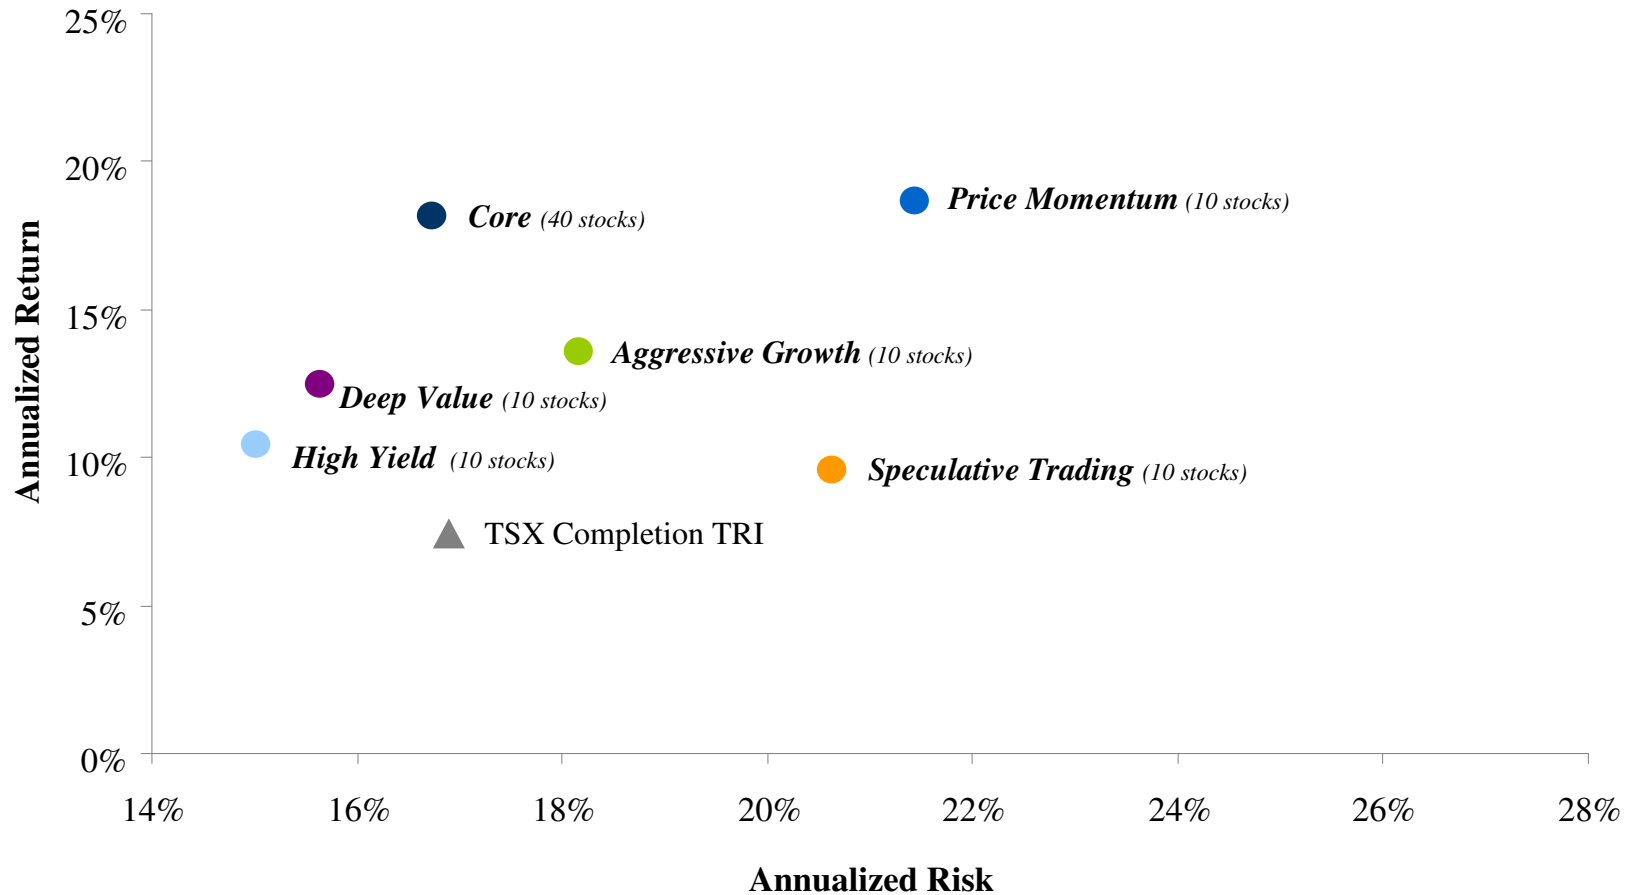 25%
20%
Price Momentum (10 stocks)
Core (40 stocks)
Annualized Return
15%
Aggressive Growth (10 stocks)
Deep Value (10 stocks)
10%
High Yield (10 stocks)
Speculative Trading (10 stocks)
TSX Completion TRI
5%
0%
14% 16% 18% 20% 22% 24% 26% 28%
Annualized Risk